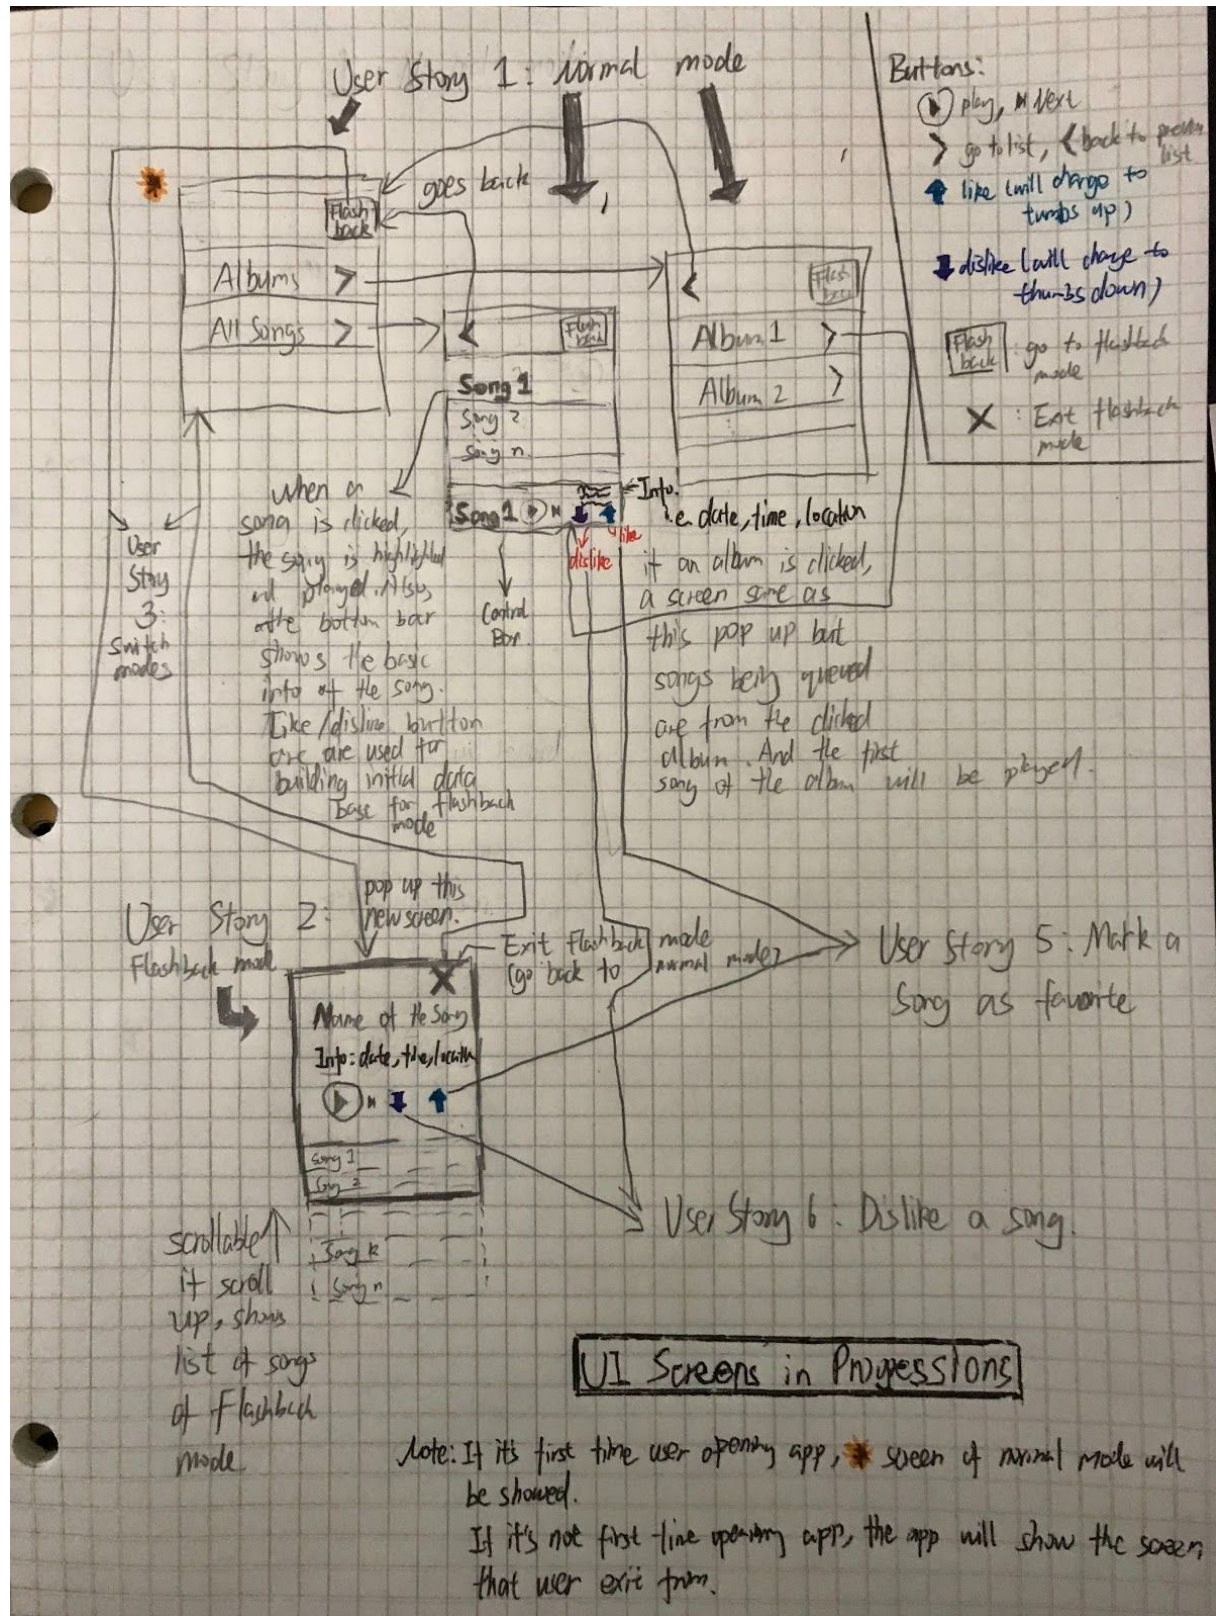 User Story 1: Normal mode
Buttons:
play, Next
go to list, back to previous
list
like (will change to
tumbs up)
dislike (will change to
thumbs down)
Flash
back
: go to flashback
mode
X : Exit flashback
mode
goes back
Flash
back
Albums >
All Songs >
<
Flash
back
Song 1
Song 2
Song n
Song 1
Info.
i.e. date, time, location
like
dislike
Control
Bar.
<
Flash
back
Album 1 >
Album 2 >
User
Story
3:
Switch
modes
when a
song is clicked,
the song is highlighted
and played. Also,
the bottom bar
shows the basic
info of the song.
Like/dislike button
are are used for
building initial data
base for flashback
mode
if an album is clicked,
a screen same as
this pop up but
songs being queued
are from the clicked
album. And the first
song of the album will be played.
User Story 2:
Flashback mode
pop up this
new screen.
Exit Flashback mode
(go back to normal mode)
X
Name of the Song
Info: date, time, location
Song 1
Song 2
Song k
Song n
User Story 5: Mark a
Song as favorite
User Story 6: Dislike a song.
scrollable
if scroll
up, shows
list of songs
of Flashback
mode
UI Screens in Progessions
Note: If it's first time user opening app, screen of normal mode will
be showed.
If it's not first time opening app, the app will show the screen
that user exit from.